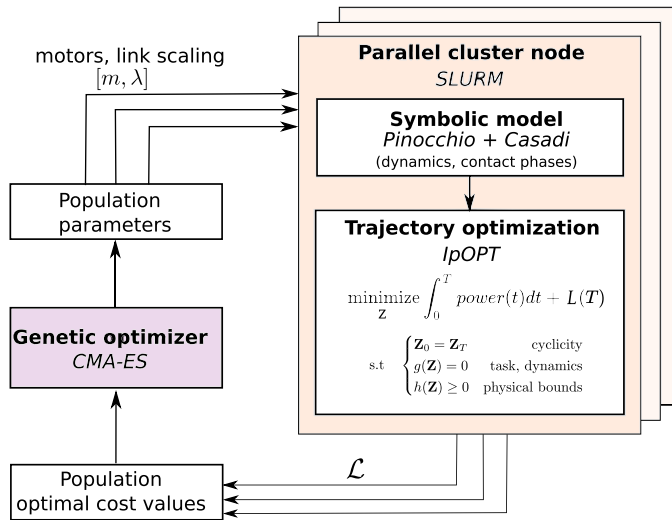 motors, link scaling
[m, λ]
Parallel cluster node
SLURM
Symbolic model
Pinocchio + Casadi
(dynamics, contact phases)
Population
parameters
Trajectory optimization
IpOPT
minimize ∫₀ᵀ power(t)dt + L(T)
Z
s.t { Z₀ = Z_T cyclicity
g(Z) = 0 task, dynamics
h(Z) ≥ 0 physical bounds
Genetic optimizer
CMA-ES
ℒ
Population
optimal cost values